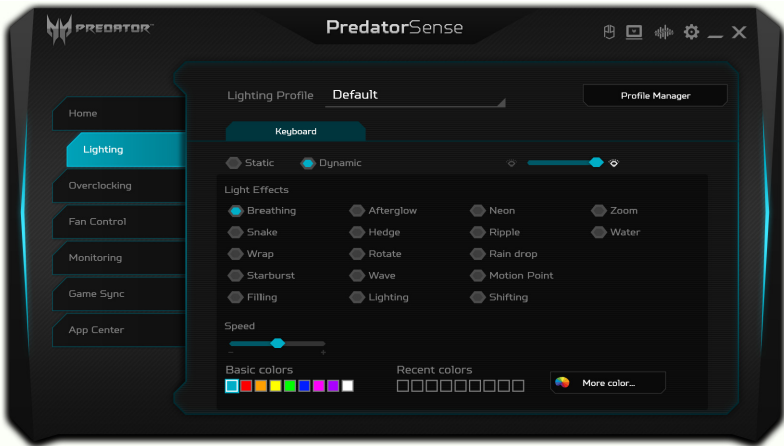 PREDATOR
PredatorSense
Lighting Profile Default Profile Manager
Home
Lighting
Overclocking
Fan Control
Monitoring
Game Sync
App Center
Keyboard
Static Dynamic
Light Effects
Breathing Afterglow Neon Zoom
Snake Hedge Ripple Water
Wrap Rotate Rain drop
Starburst Wave Motion Point
Filling Lighting Shifting
Speed
– +
Basic colors Recent colors
More color...